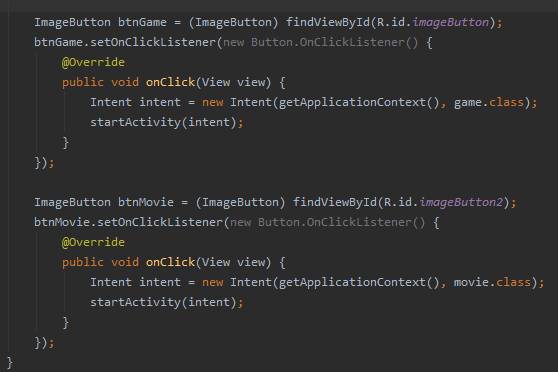 ImageButton btnGame = (ImageButton) findViewById(R.id.imageButton);
btnGame.setOnClickListener(new Button.OnClickListener() {
@Override
public void onClick(View view) {
Intent intent = new Intent(getApplicationContext(), game.class);
startActivity(intent);
}
});
ImageButton btnMovie = (ImageButton) findViewById(R.id.imageButton2);
btnMovie.setOnClickListener(new Button.OnClickListener() {
@Override
public void onClick(View view) {
Intent intent = new Intent(getApplicationContext(), movie.class);
startActivity(intent);
}
});
}